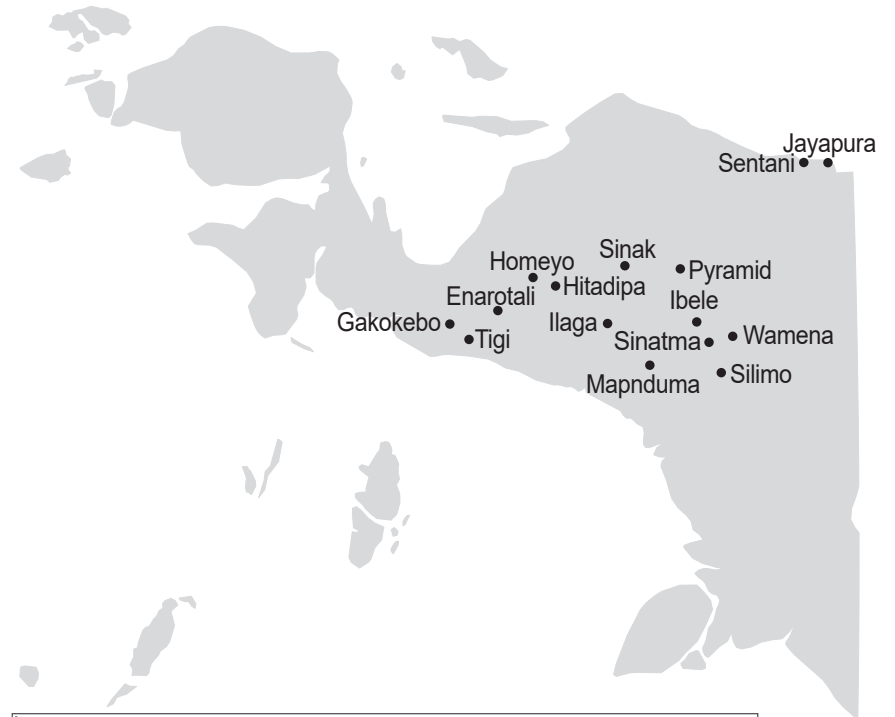 Jayapura
Sentani
Sinak
Homeyo
Pyramid
Hitadipa
Enarotali
Ibele
Gakokebo
Ilaga
Tigi
Sinatma
Wamena
Mapnduma
Silimo